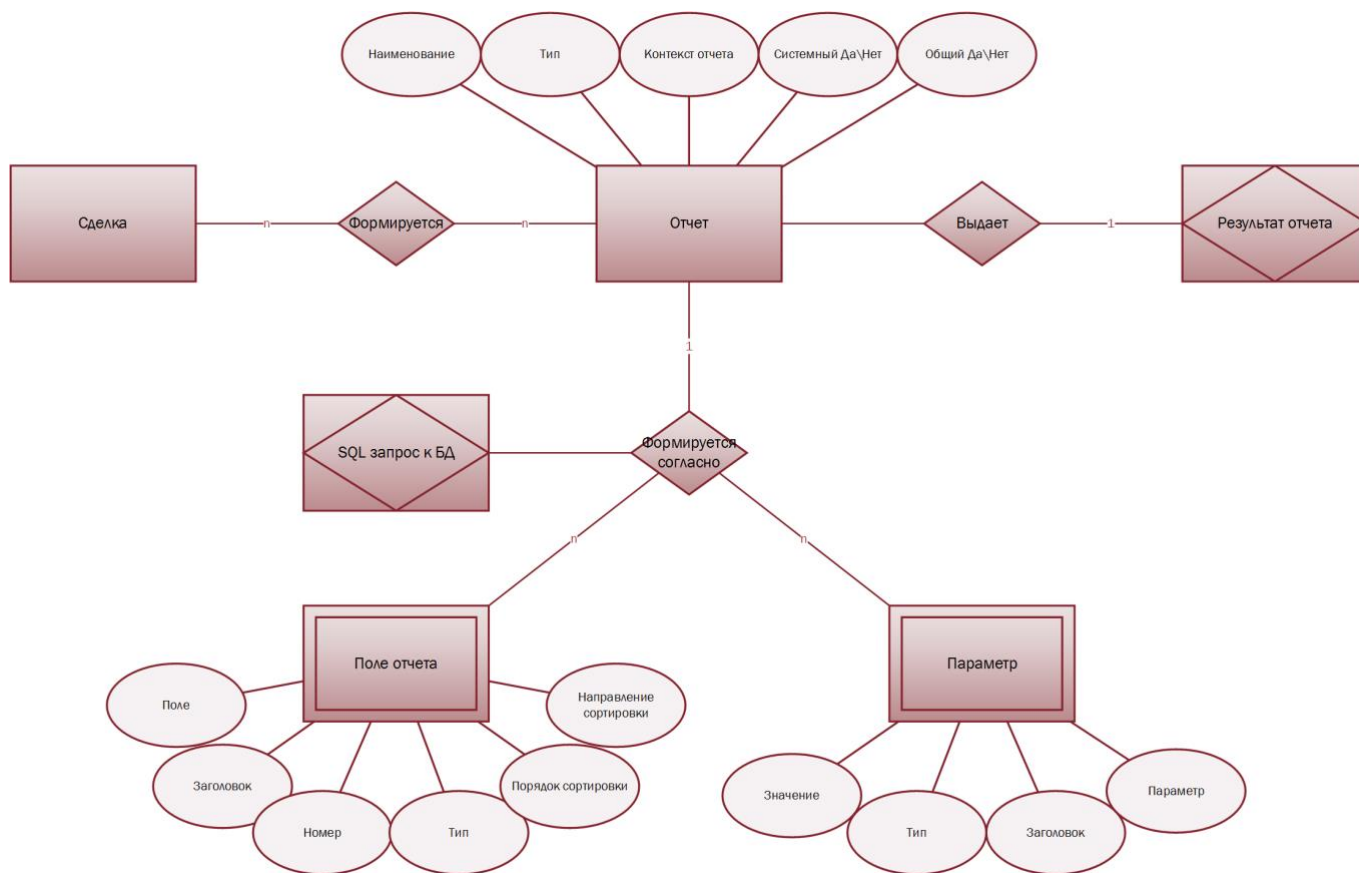 Наименование
Тип
Контекст отчета
Системный Да\Нет
Общий Да\Нет
Сделка
n
Формируется
n
Отчет
Выдает
1
Результат отчета
1
SQL запрос к БД
Формируется
согласно
n
n
Поле отчета
Параметр
Поле
Направление
сортировки
Заголовок
Порядок сортировки
Номер
Тип
Значение
Параметр
Тип
Заголовок